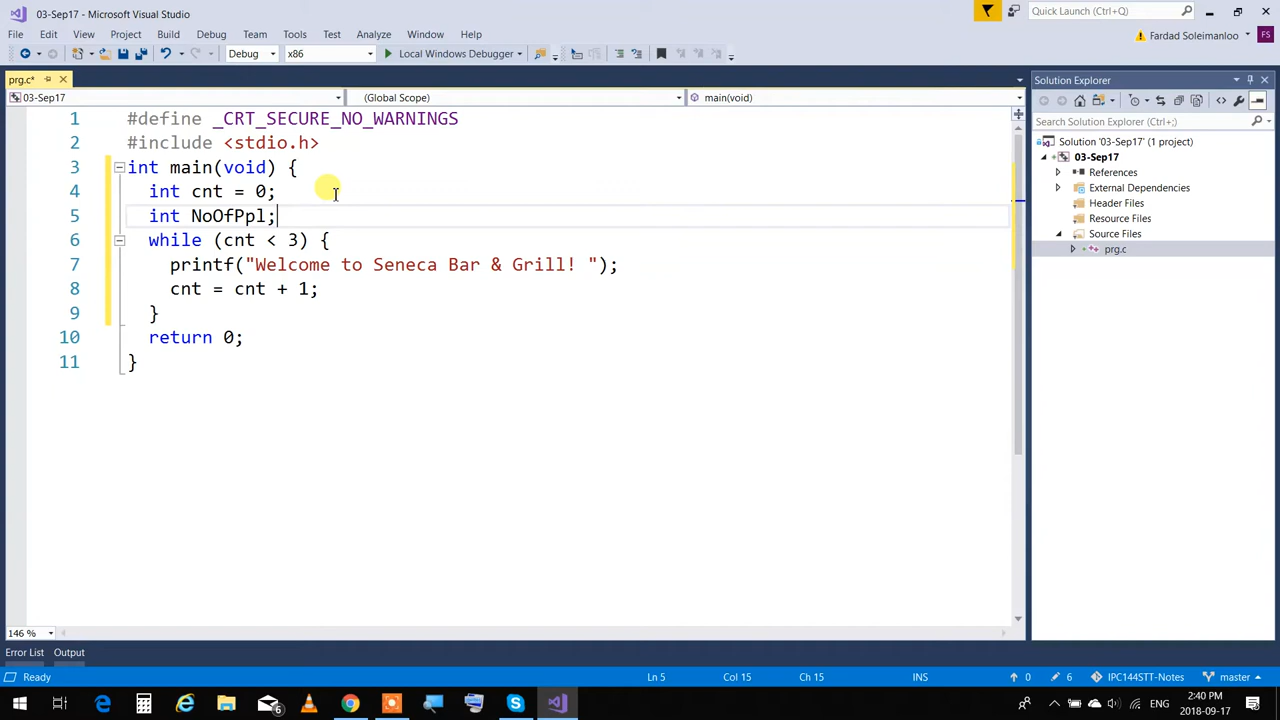 03-Sep17 - Microsoft Visual Studio
Quick Launch (Ctrl+Q)
File Edit View Project Build Debug Team Tools Test Analyze Window Help
Fardad Soleimanloo FS
Debug x86 Local Windows Debugger
prg.c*
Solution Explorer
03-Sep17 (Global Scope) main(void)
Search Solution Explorer (Ctrl+;)
Solution '03-Sep17' (1 project)
03-Sep17
References
External Dependencies
Header Files
Resource Files
Source Files
prg.c
1 #define _CRT_SECURE_NO_WARNINGS
2 #include <stdio.h>
3 int main(void) {
4 int cnt = 0;
5 int NoOfPpl;
6 while (cnt < 3) {
7 printf("Welcome to Seneca Bar & Grill! ");
8 cnt = cnt + 1;
9 }
10 return 0;
11 }
146 %
Error List Output
Ready Ln 5 Col 15 Ch 15 INS 0 6 IPC144STT-Notes master
6 ENG 2:40 PM
2018-09-17